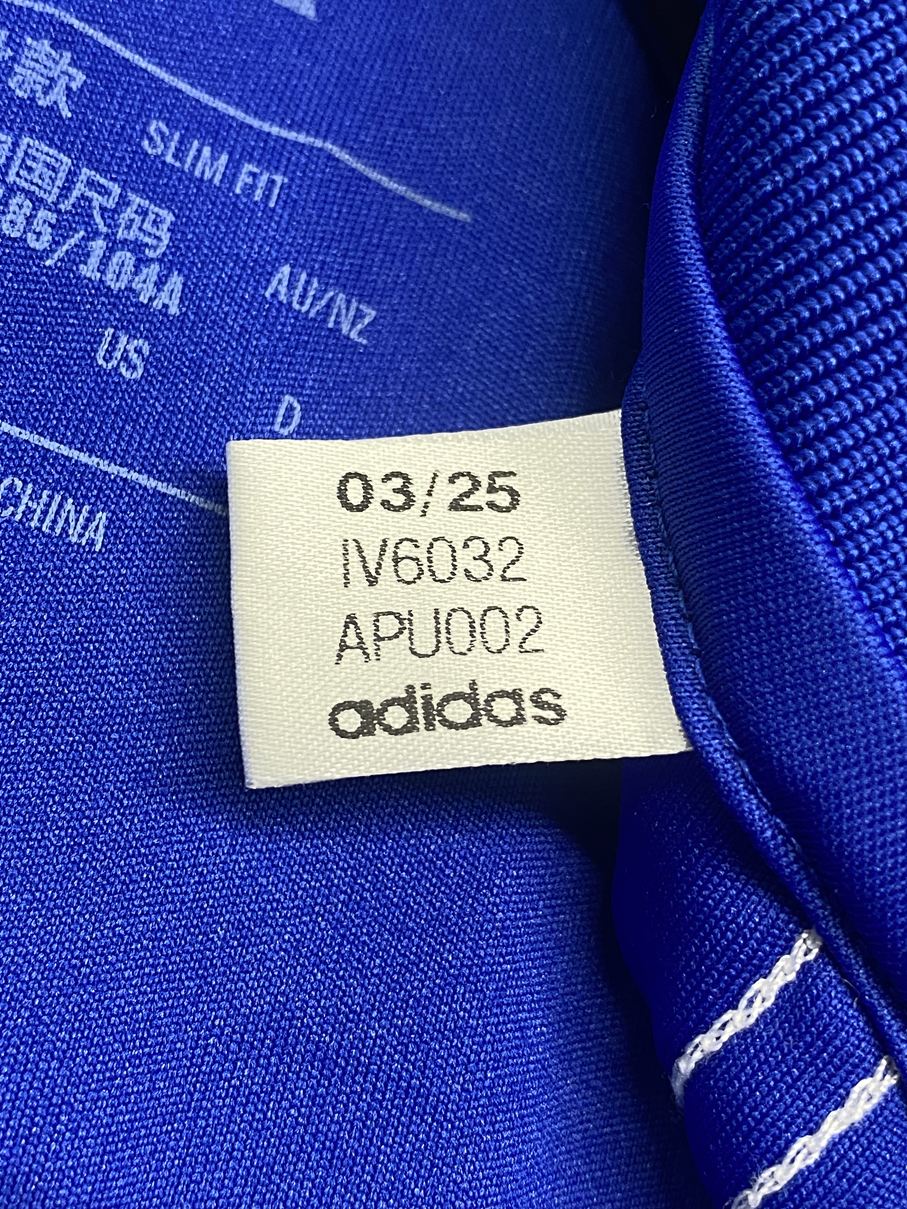 款
SLIM FIT
国尺码
85/104A
AU/NZ
US
D
CHINA
03/25
IV6032
APU002
adidas